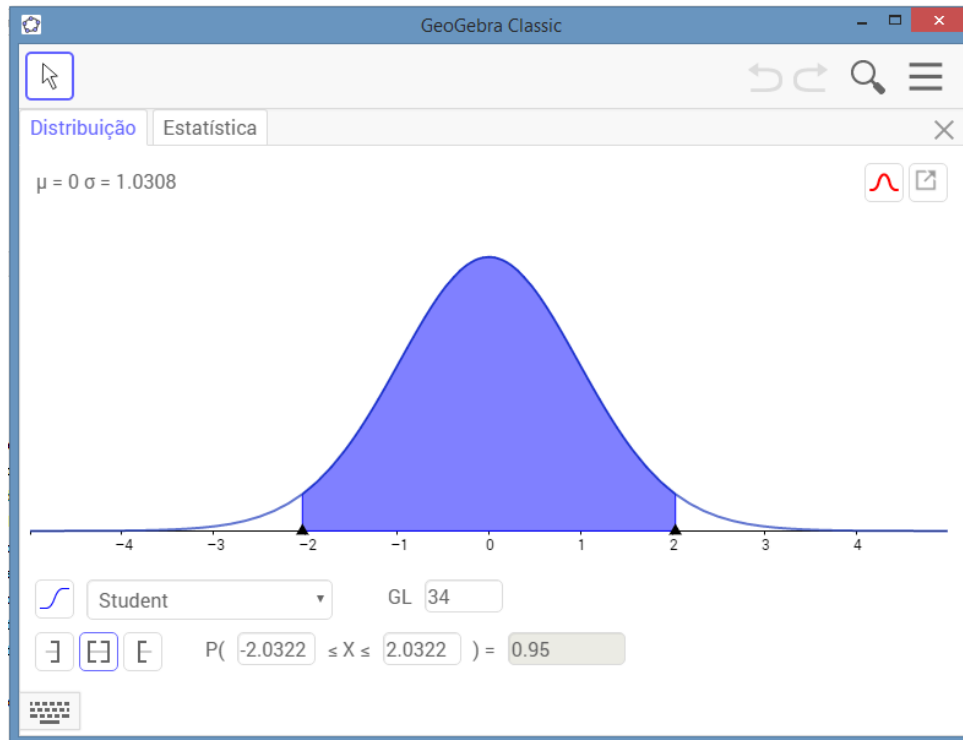 GeoGebra Classic
Distribuição Estatística
μ = 0 σ = 1.0308
−4 −3 −2 −1 0 1 2 3 4
Student GL 34
P( -2.0322 ≤ X ≤ 2.0322 ) = 0.95